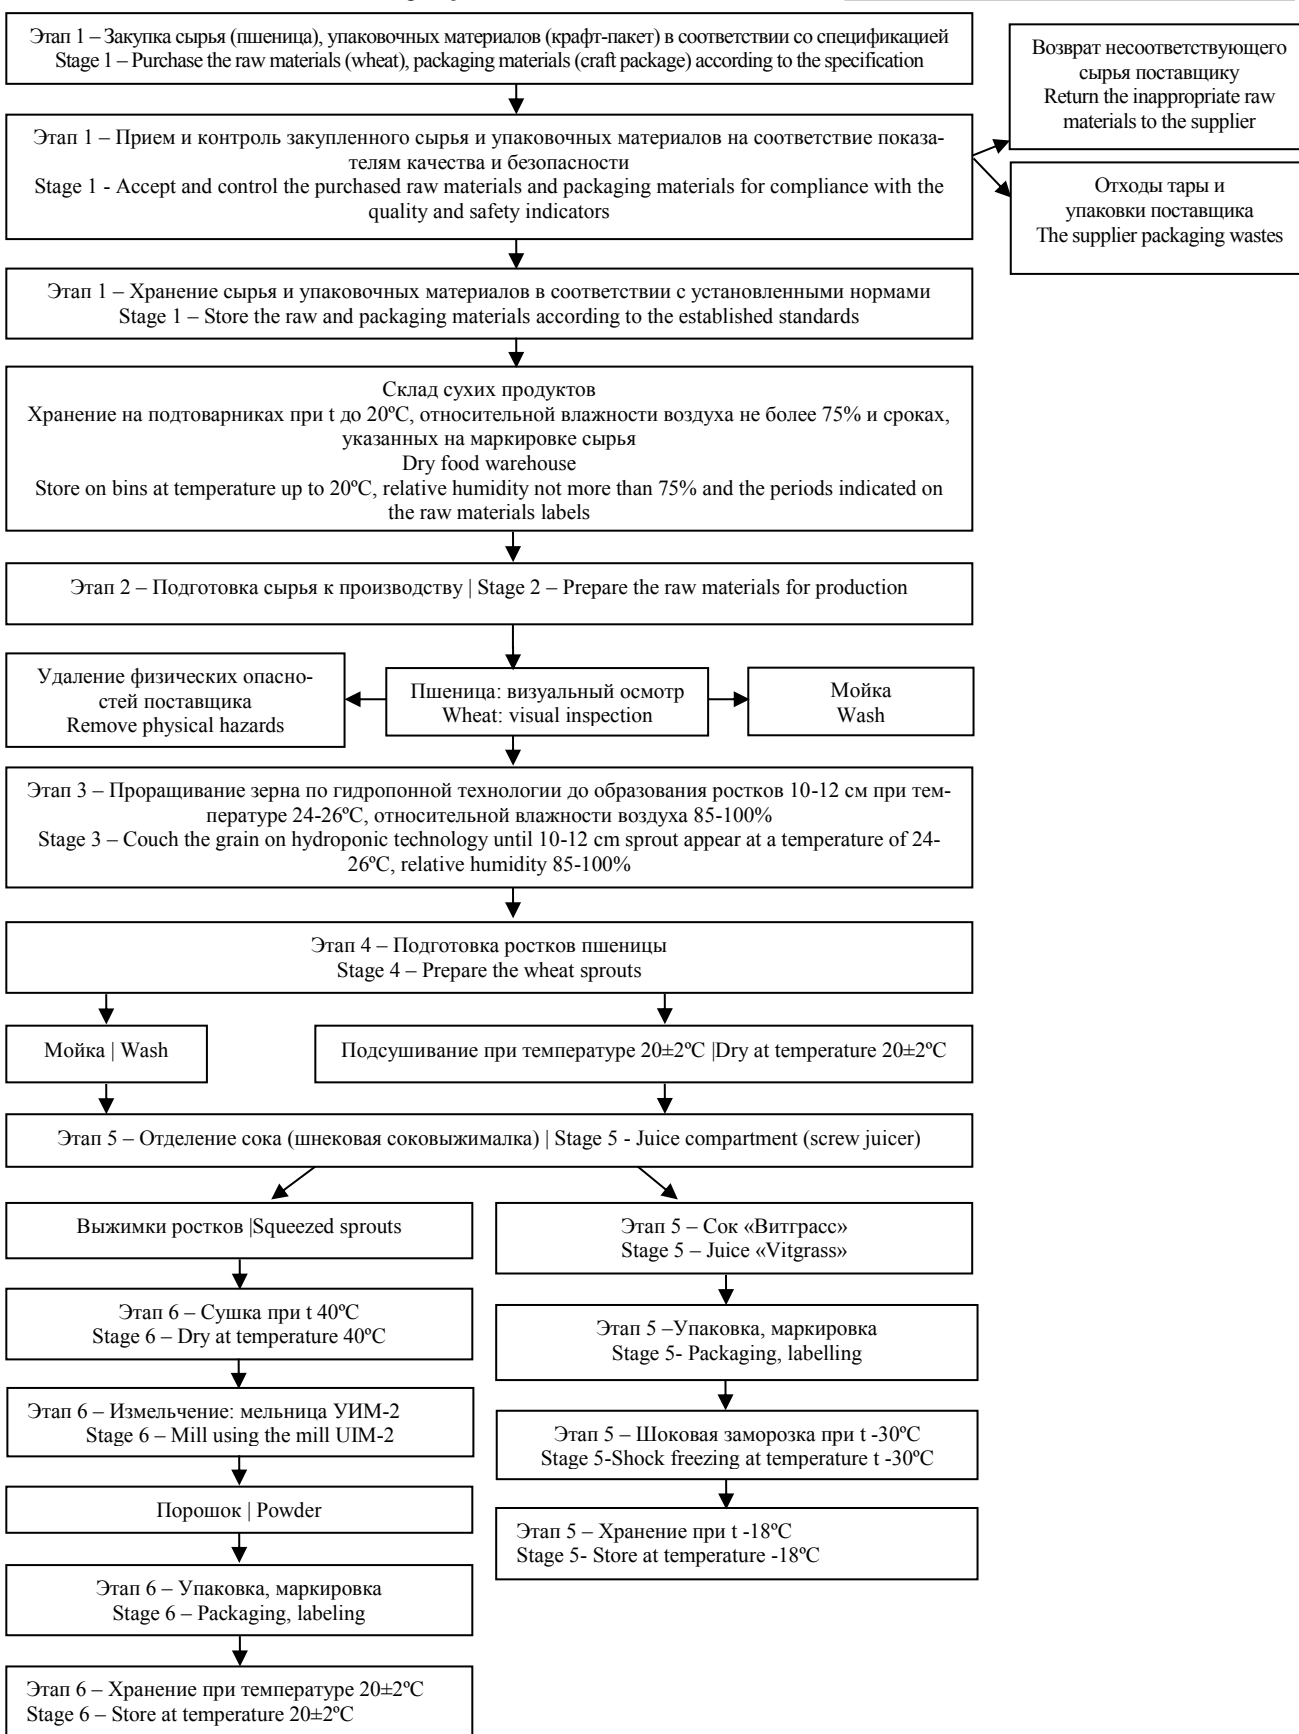 Этап 1 – Закупка сырья (пшеница), упаковочных материалов (крафт-пакет) в соответствии со спецификацией
Stage 1 – Purchase the raw materials (wheat), packaging materials (craft package) according to the specification
Возврат несоответствующего
сырья поставщику
Return the inappropriate raw
materials to the supplier
Этап 1 – Прием и контроль закупленного сырья и упаковочных материалов на соответствие показа-
телям качества и безопасности
Stage 1 - Accept and control the purchased raw materials and packaging materials for compliance with the
quality and safety indicators
Отходы тары и
упаковки поставщика
The supplier packaging wastes
Этап 1 – Хранение сырья и упаковочных материалов в соответствии с установленными нормами
Stage 1 – Store the raw and packaging materials according to the established standards
Склад сухих продуктов
Хранение на подтоварниках при t до 20ºС, относительной влажности воздуха не более 75% и сроках,
указанных на маркировке сырья
Dry food warehouse
Store on bins at temperature up to 20ºС, relative humidity not more than 75% and the periods indicated on
the raw materials labels
Этап 2 – Подготовка сырья к производству | Stage 2 – Prepare the raw materials for production
Удаление физических опасно-
стей поставщика
Remove physical hazards
Пшеница: визуальный осмотр
Wheat: visual inspection
Мойка
Wash
Этап 3 – Проращивание зерна по гидропонной технологии до образования ростков 10-12 см при тем-
пературе 24-26ºС, относительной влажности воздуха 85-100%
Stage 3 – Couch the grain on hydroponic technology until 10-12 cm sprout appear at a temperature of 24-
26ºС, relative humidity 85-100%
Этап 4 – Подготовка ростков пшеницы
Stage 4 – Prepare the wheat sprouts
Мойка | Wash
Подсушивание при температуре 20±2ºС |Dry at temperature 20±2ºС
Этап 5 – Отделение сока (шнековая соковыжималка) | Stage 5 - Juice compartment (screw juicer)
Выжимки ростков |Squeezed sprouts
Этап 5 – Сок «Витграсс»
Stage 5 – Juice «Vitgrass»
Этап 6 – Сушка при t 40ºС
Stage 6 – Dry at temperature 40ºС
Этап 5 –Упаковка, маркировка
Stage 5- Packaging, labelling
Этап 6 – Измельчение: мельница УИМ-2
Stage 6 – Mill using the mill UIM-2
Этап 5 – Шоковая заморозка при t -30ºС
Stage 5-Shock freezing at temperature t -30ºС
Порошок | Powder
Этап 5 – Хранение при t -18ºС
Stage 5- Store at temperature -18ºС
Этап 6 – Упаковка, маркировка
Stage 6 – Packaging, labeling
Этап 6 – Хранение при температуре 20±2ºС
Stage 6 – Store at temperature 20±2ºС